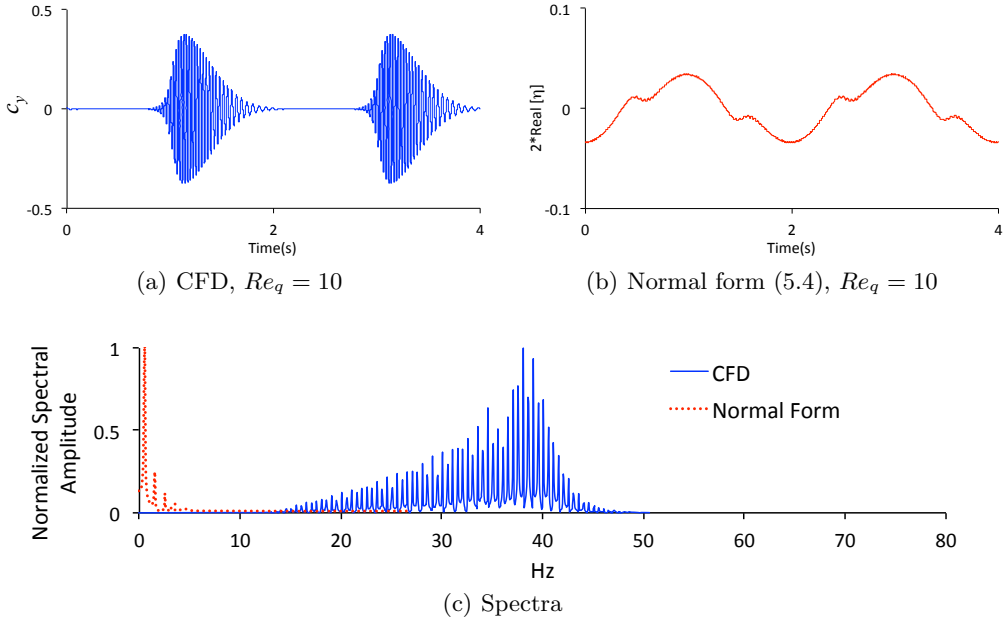 0.5
0
-0.5
C_y
0
2
4
Time(s)
(a) CFD, Re_q = 10
0.1
0
-0.1
2*Real [η]
0
2
4
Time(s)
(b) Normal form (5.4), Re_q = 10
1
0.5
0
Normalized Spectral
Amplitude
CFD
Normal Form
0
10
20
30
40
50
60
70
80
Hz
(c) Spectra